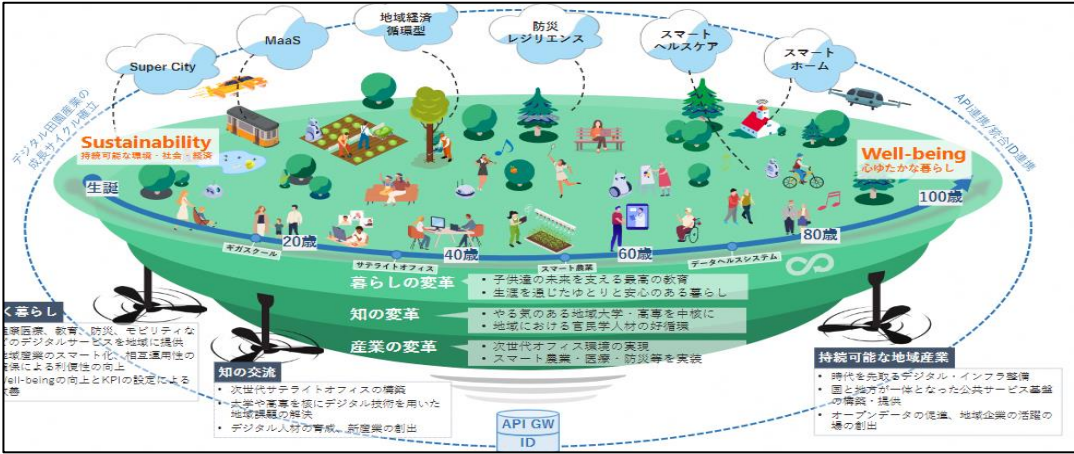 Super City
MaaS
地域経済
循環型
防災
レジリエンス
スマート
ヘルスケア
スマート
ホーム
デジタル田園産業の
成長サイクル確立
API連携/統合ID連携
Sustainability
持続可能な環境・社会・経済
Well-being
心ゆたかな暮らし
生誕
20歳
40歳
60歳
80歳
100歳
ギガスクール
サテライトオフィス
スマート農業
データヘルスシステム
暮らしの変革
• 子供達の未来を支える最高の教育
• 生涯を通じたゆとりと安心のある暮らし
知の変革
• やる気のある地域大学・高専を中核に
• 地域における官民学人材の好循環
産業の変革
• 次世代オフィス環境の実現
• スマート農業・医療・防災等を実装
く暮らし
医療、教育、防災、モビリティな
のデジタルサービスを地域に提供
域産業のスマート化、相互運用性の
保による利便性の向上
Well-beingの向上とKPIの設定による
善
知の交流
• 次世代サテライトオフィスの構築
• 大学や高専を核にデジタル技術を用いた
地域課題の解決
• デジタル人材の育成、新産業の創出
持続可能な地域産業
• 時代を先取るデジタル・インフラ整備
• 国と地方が一体となった公共サービス基盤
の構築・提供
• オープンデータの促進、地域企業の活躍の
場の創出
API GW
ID